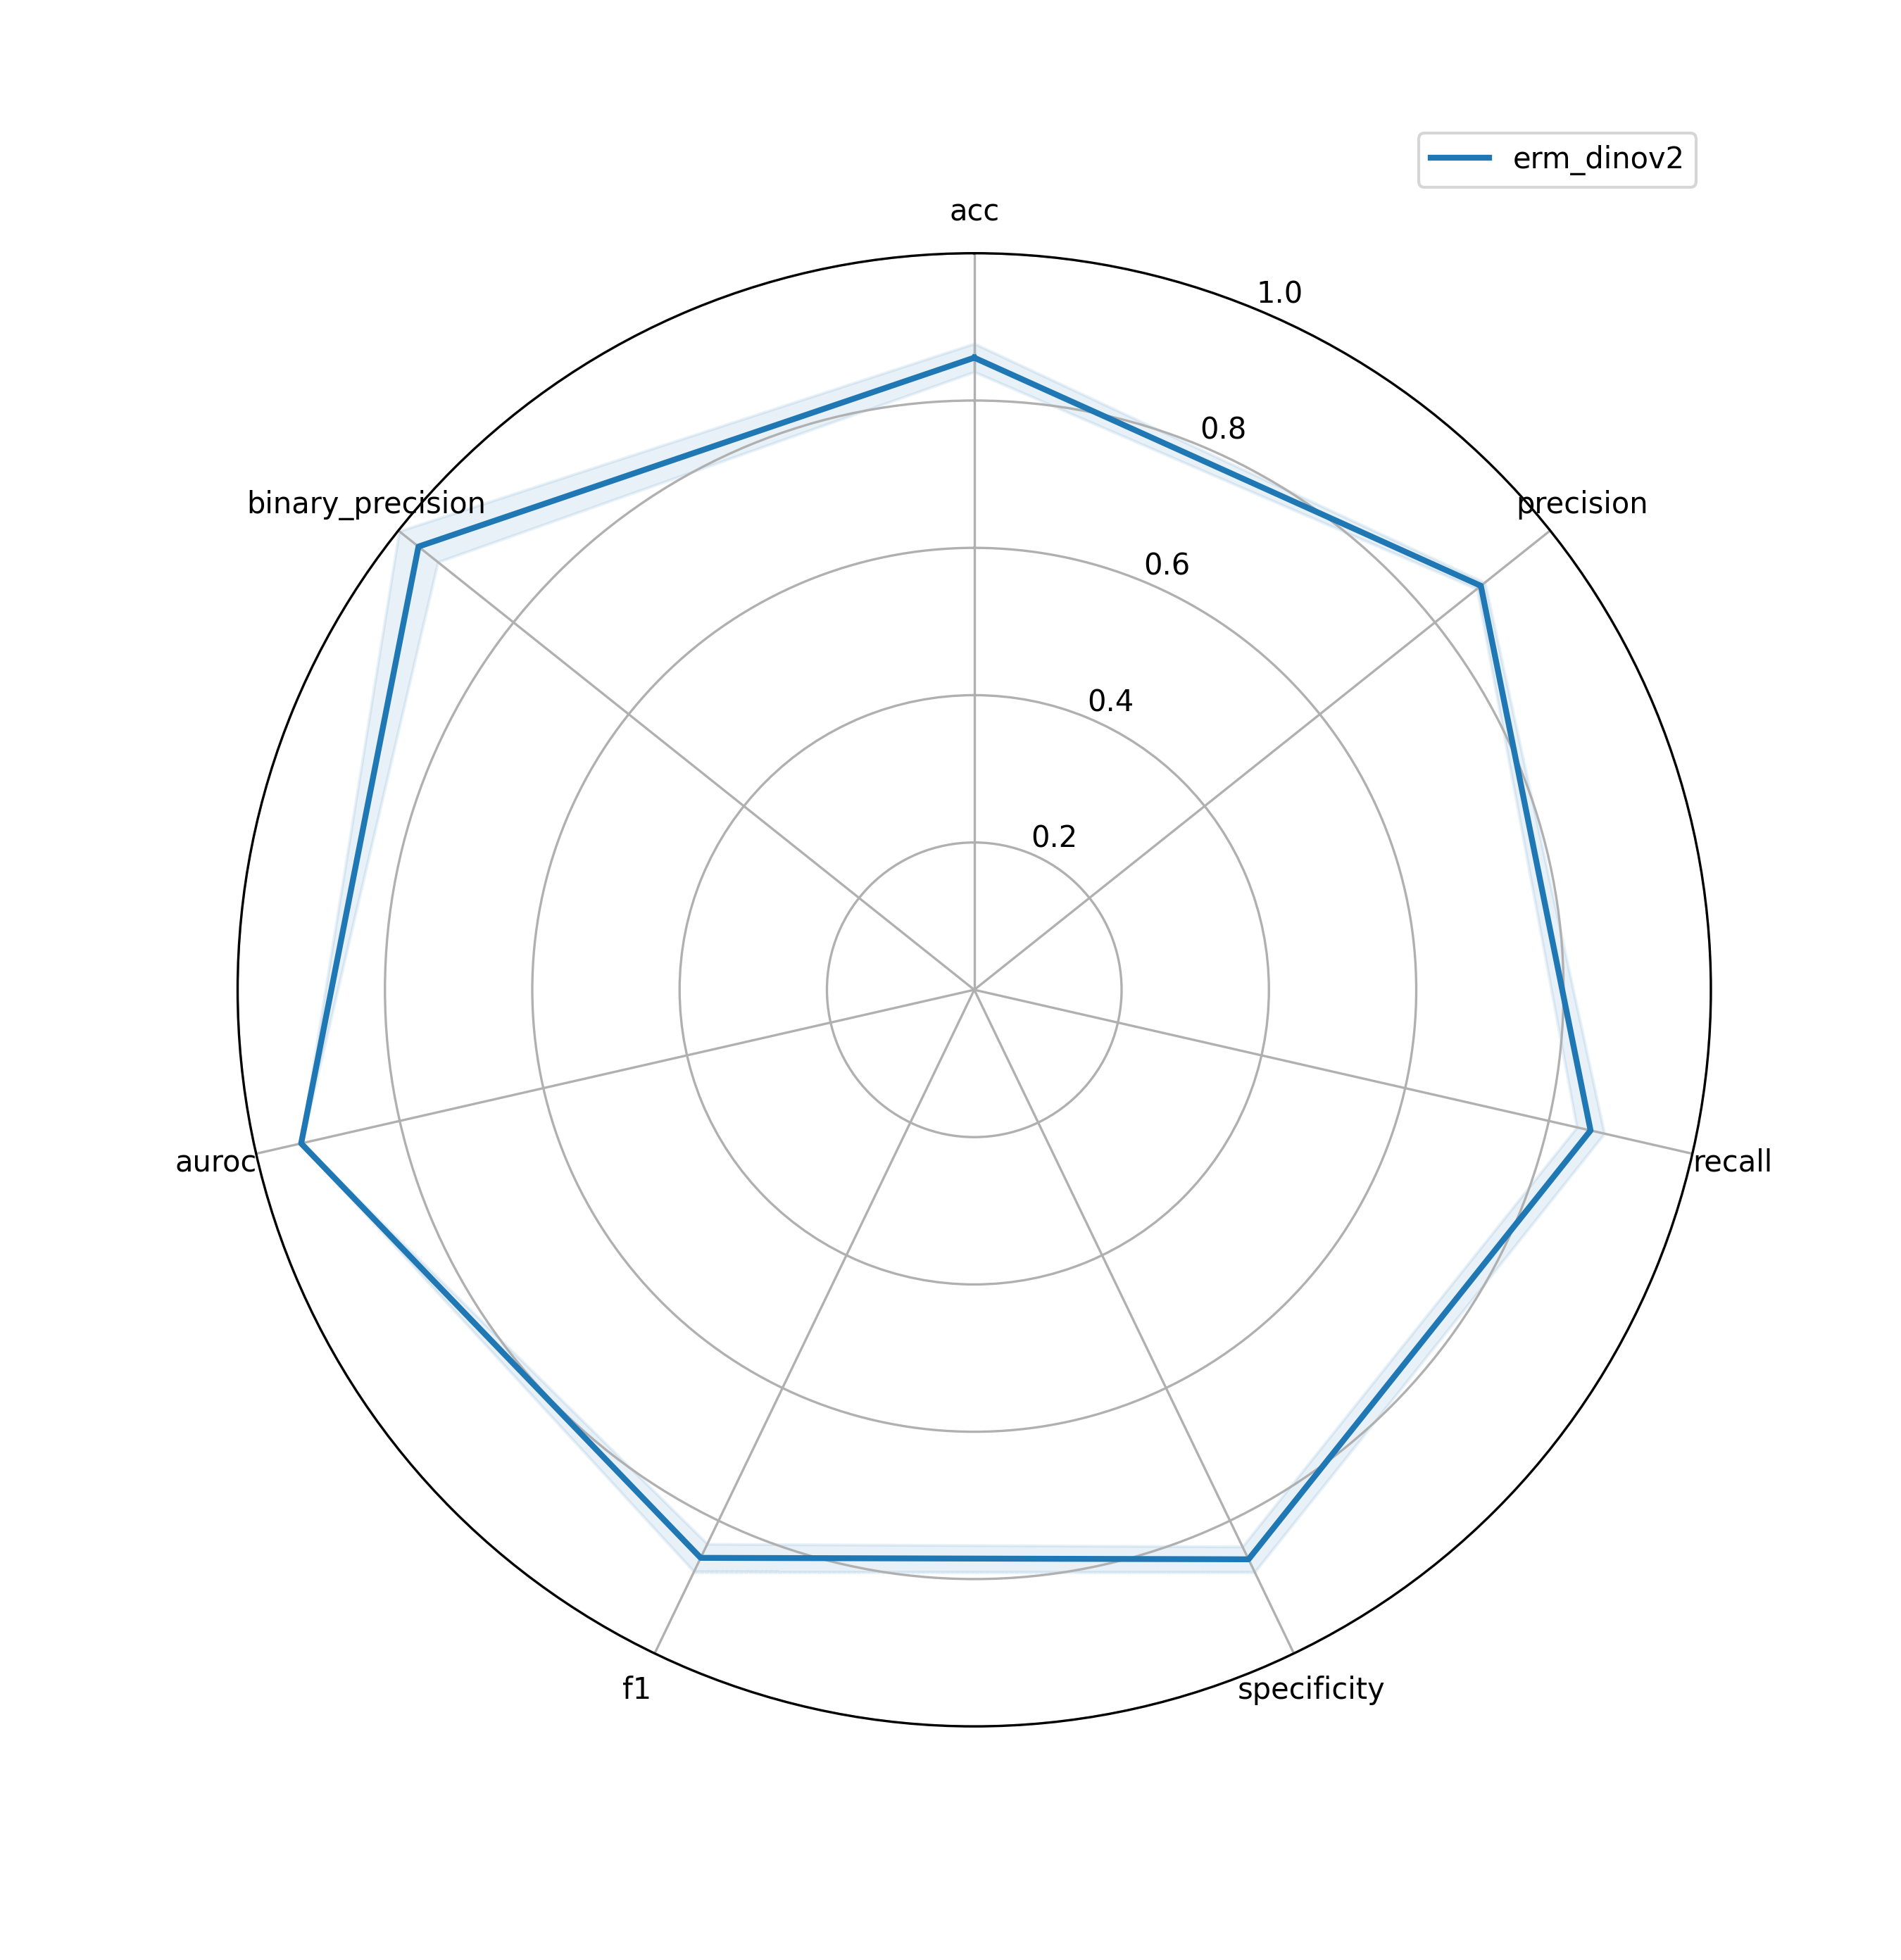 erm_dinov2
acc
1.0
0.8
binary_precision
precision
0.6
0.4
0.2
auroc
recall
f1
specificity